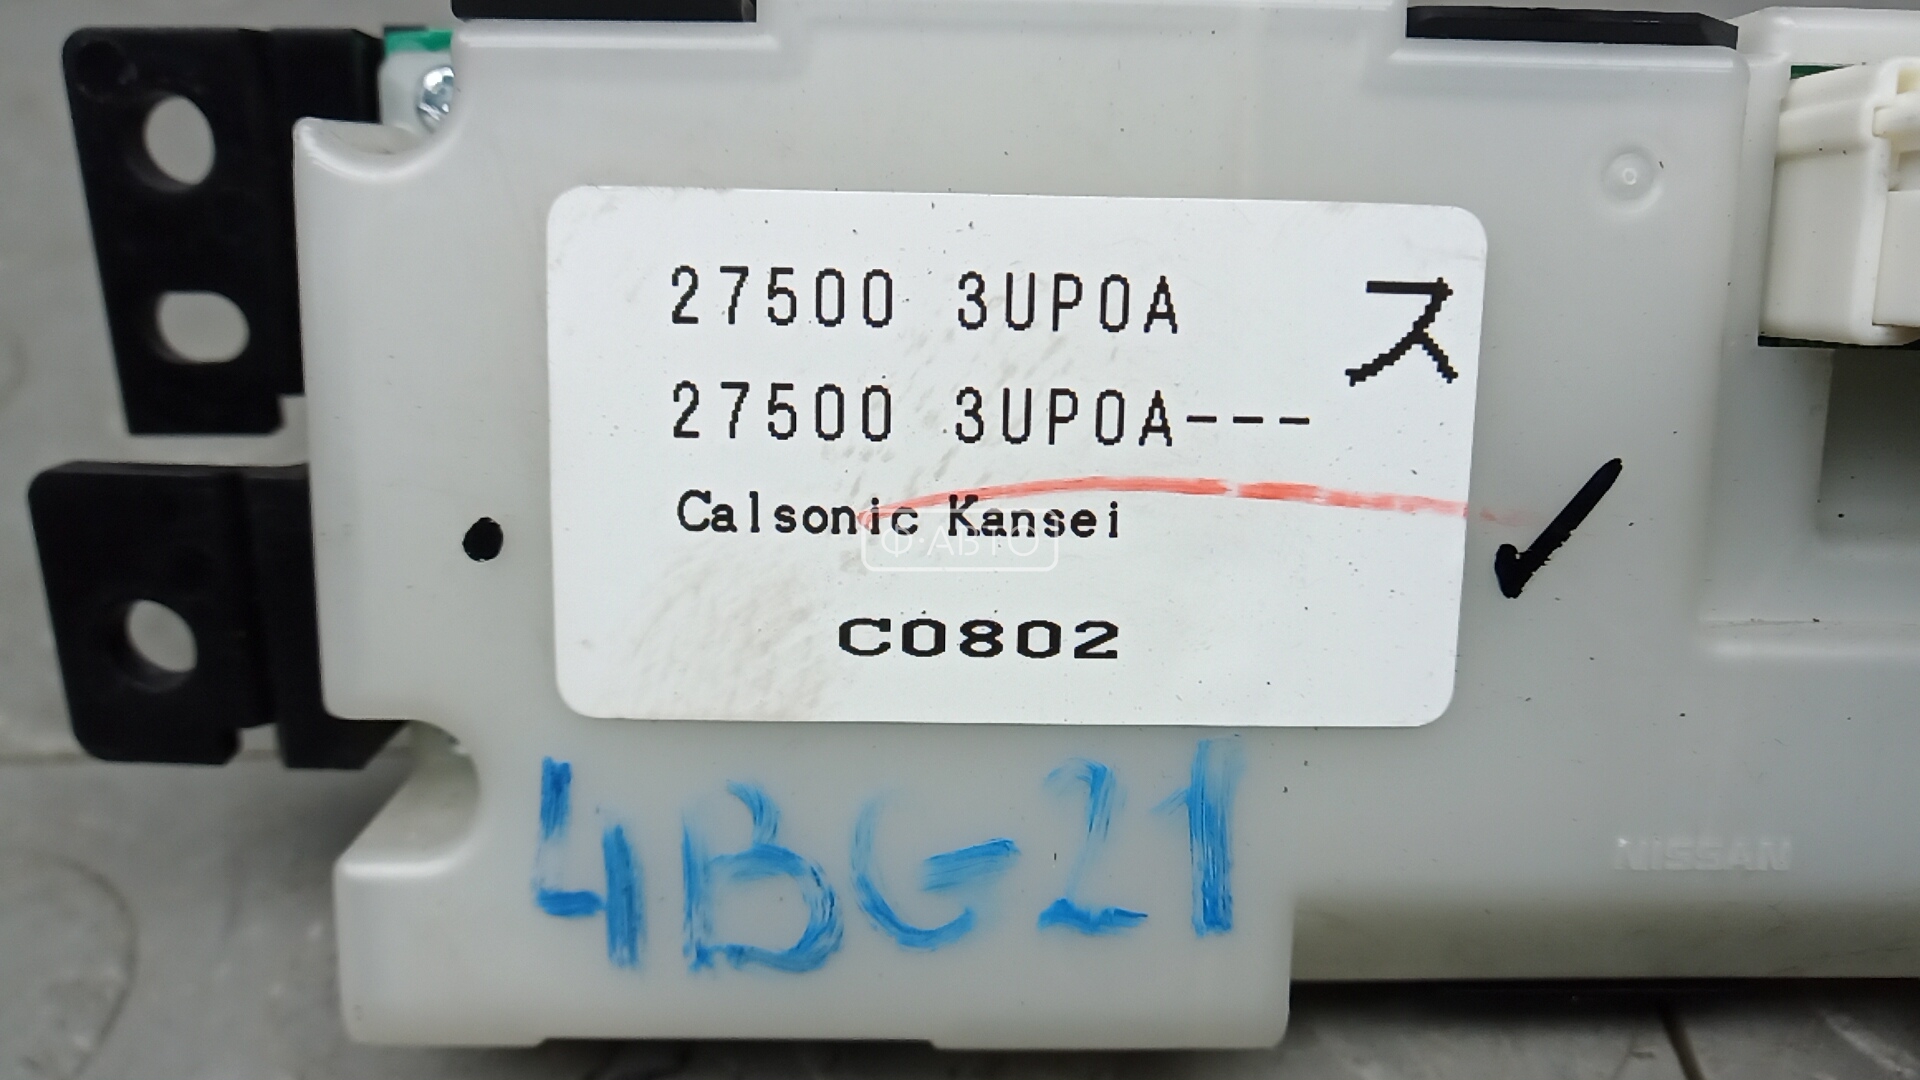 27500 3UP0A ス
27500 3UP0A---
Calsonic Kansei
Ф·АВТО
C0802
4BG21
NISSAN